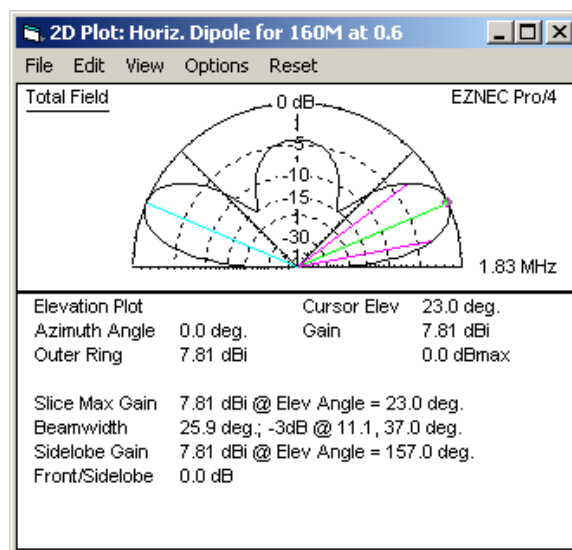 2D Plot: Horiz. Dipole for 160M at 0.6
File Edit View Options Reset
Total Field 0 dB EZNEC Pro/4
-5
-10
-15
-30
1.83 MHz
Elevation Plot Cursor Elev 23.0 deg.
Azimuth Angle 0.0 deg. Gain 7.81 dBi
Outer Ring 7.81 dBi 0.0 dBmax
Slice Max Gain 7.81 dBi @ Elev Angle = 23.0 deg.
Beamwidth 25.9 deg.; -3dB @ 11.1, 37.0 deg.
Sidelobe Gain 7.81 dBi @ Elev Angle = 157.0 deg.
Front/Sidelobe 0.0 dB